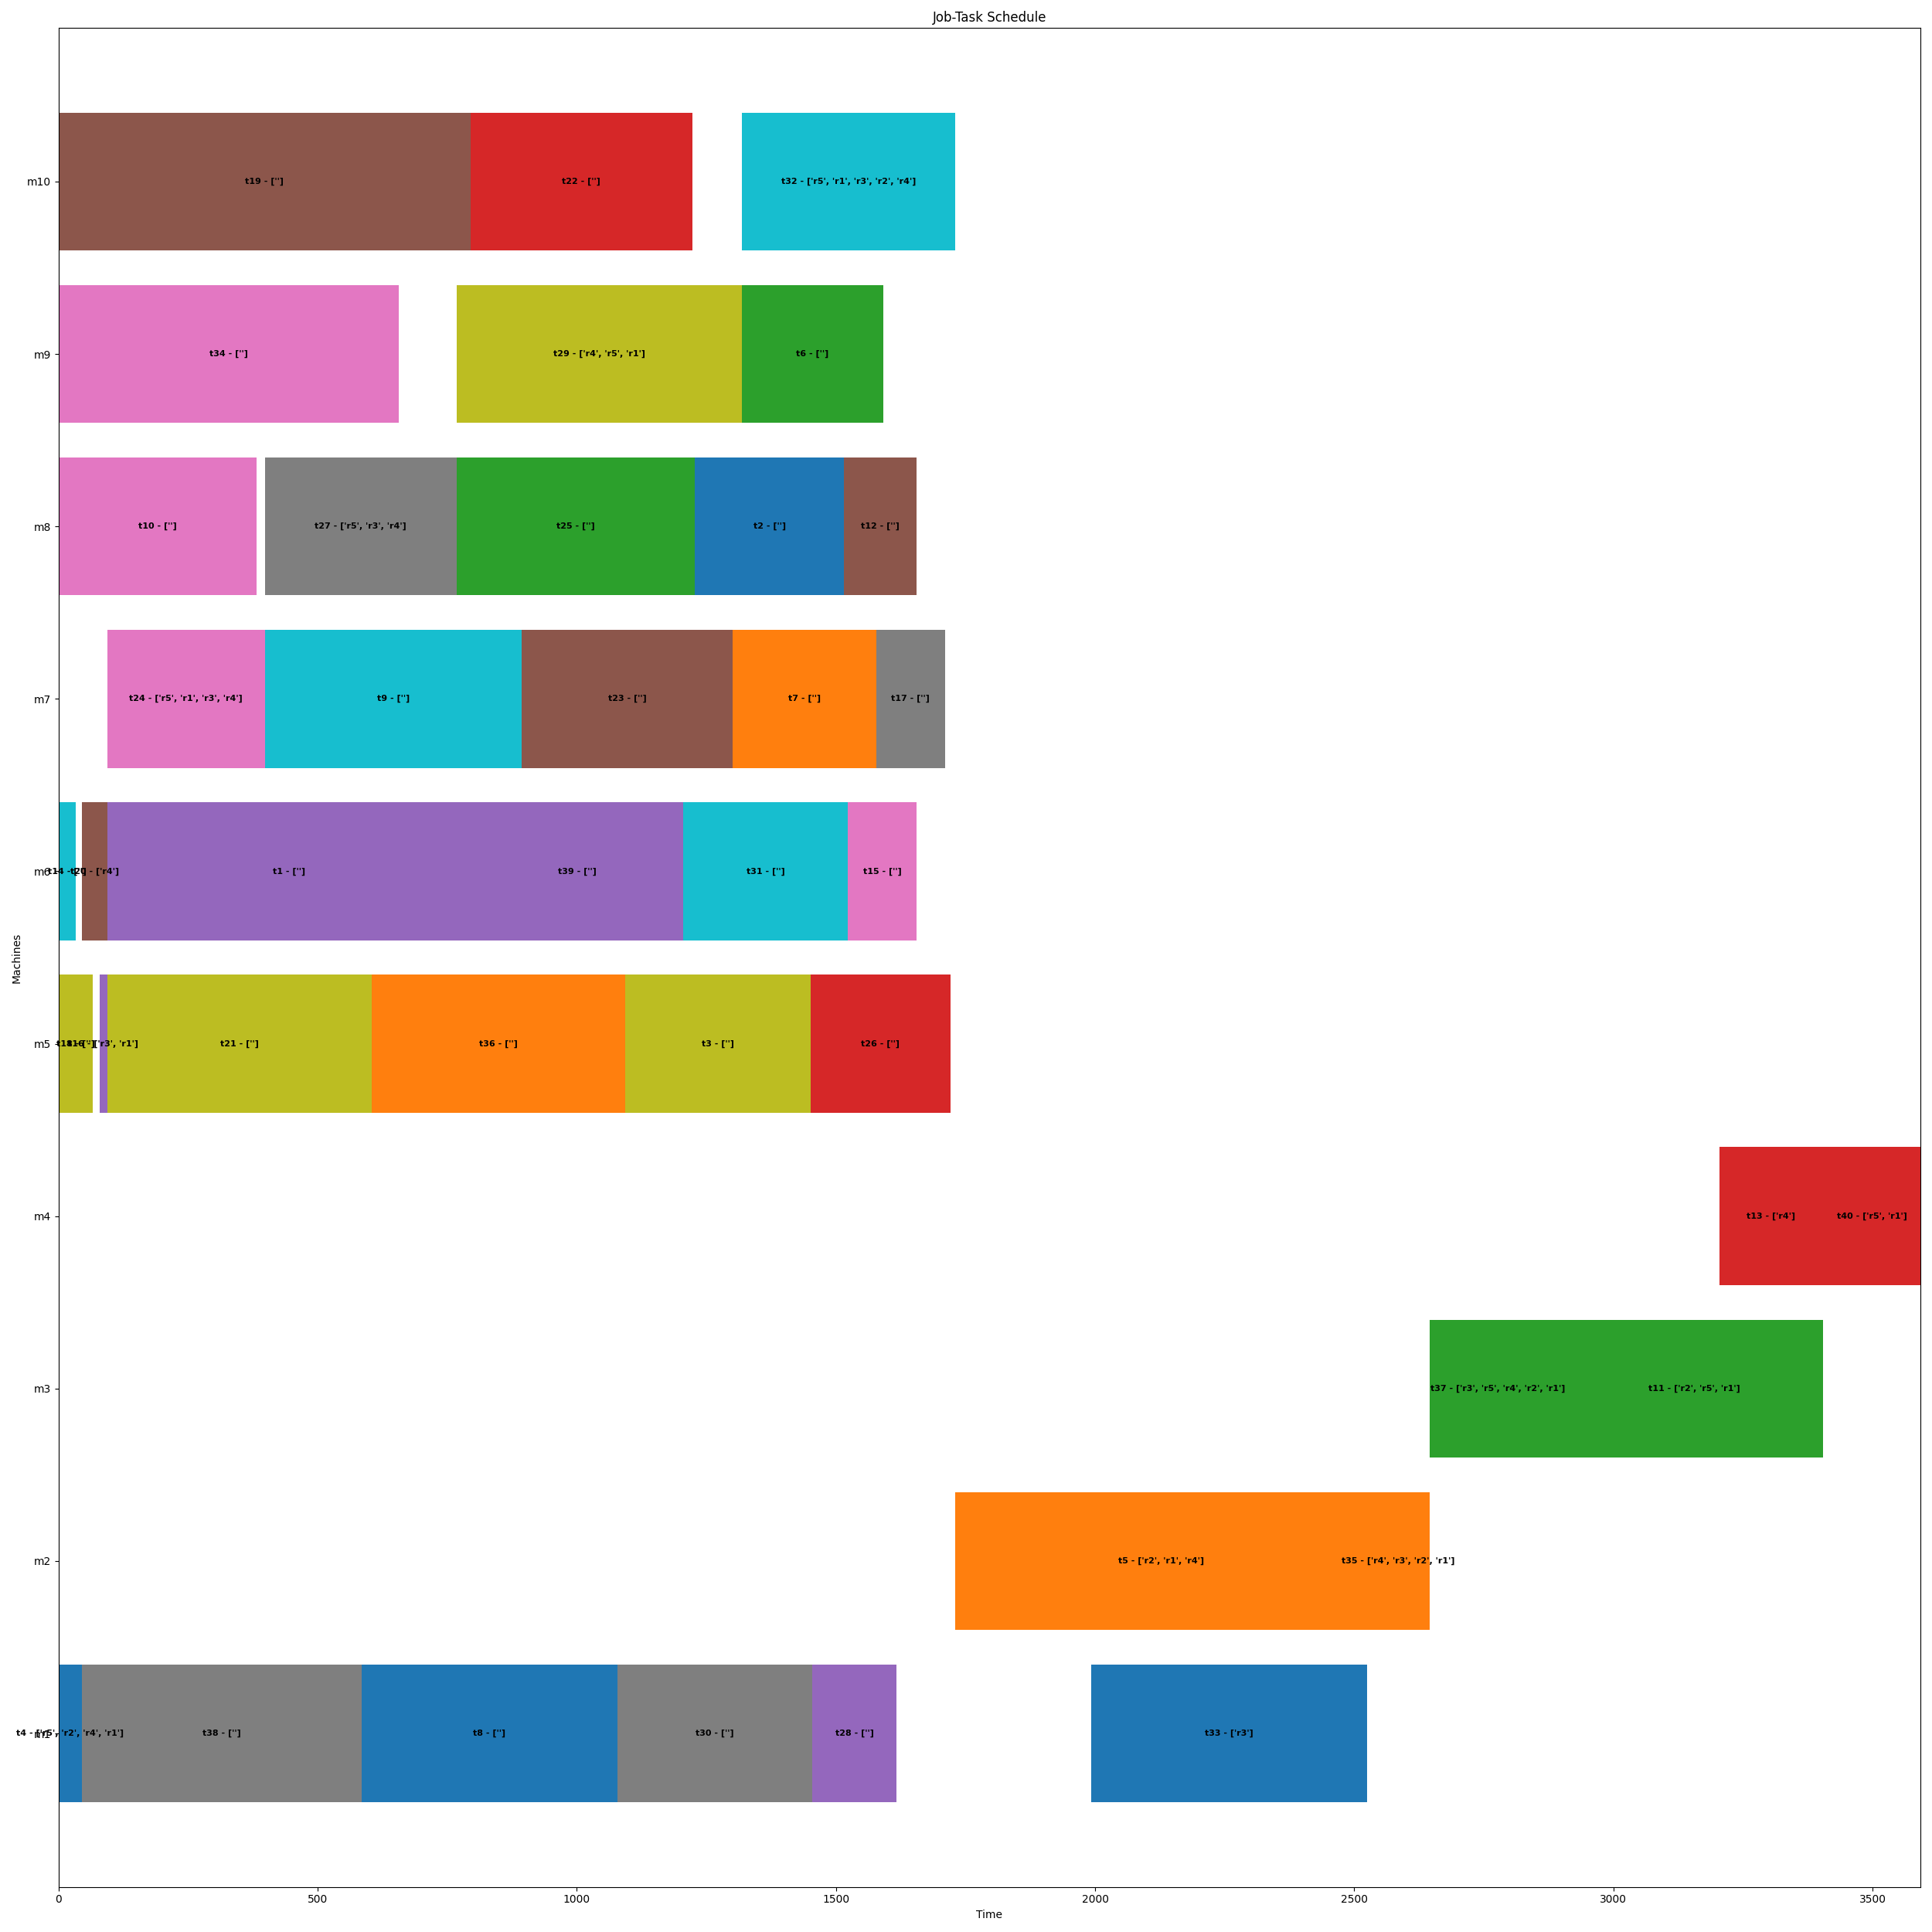 Job-Task Schedule
m10
t19 - ['']
t22 - ['']
t32 - ['r5', 'r1', 'r3', 'r2', 'r4']
m9
t34 - ['']
t29 - ['r4', 'r5', 'r1']
t6 - ['']
m8
t10 - ['']
t27 - ['r5', 'r3', 'r4']
t25 - ['']
t2 - ['']
t12 - ['']
m7
t24 - ['r5', 'r1', 'r3', 'r4']
t9 - ['']
t23 - ['']
t7 - ['']
t17 - ['']
t20 - ['r4']
t1 - ['']
t39 - ['']
t31 - ['']
t15 - ['']
Machines
m5
t21 - ['']
t36 - ['']
t3 - ['']
t26 - ['']
m4
t13 - ['r4']
t40 - ['r5', 'r1']
m3
t37 - ['r3', 'r5', 'r4', 'r2', 'r1']
t11 - ['r2', 'r5', 'r1']
m2
t5 - ['r2', 'r1', 'r4']
t35 - ['r4', 'r3', 'r2', 'r1']
t38 - ['']
t8 - ['']
t30 - ['']
t28 - ['']
t33 - ['r3']
0 500 1000 1500 2000 2500 3000 3500
Time